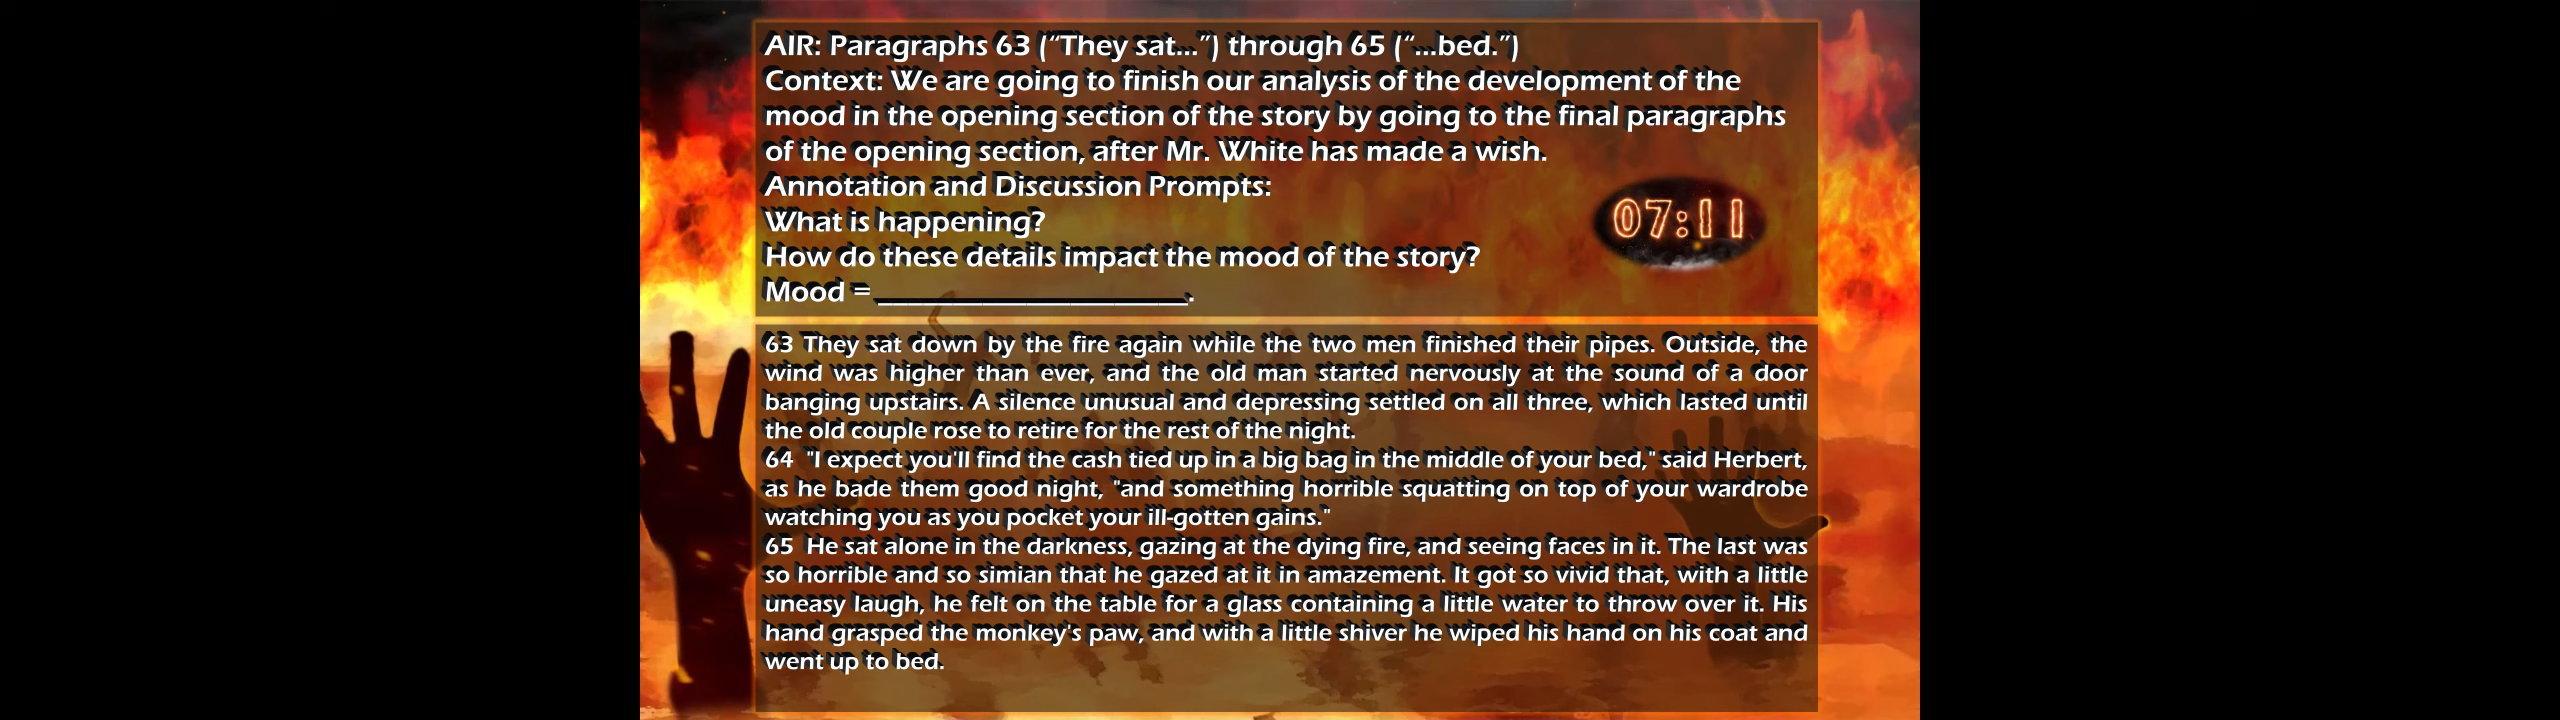 AIR: Paragraphs 63 (“They sat...”) through 65 (“...bed.”)
Context: We are going to finish our analysis of the development of the
mood in the opening section of the story by going to the final paragraphs
of the opening section, after Mr. White has made a wish.
Annotation and Discussion Prompts:
What is happening?
How do these details impact the mood of the story?
Mood = ____________________.
07:11
63 They sat down by the fire again while the two men finished their pipes. Outside, the
wind was higher than ever, and the old man started nervously at the sound of a door
banging upstairs. A silence unusual and depressing settled on all three, which lasted until
the old couple rose to retire for the rest of the night.
64 "I expect you'll find the cash tied up in a big bag in the middle of your bed," said Herbert,
as he bade them good night, "and something horrible squatting on top of your wardrobe
watching you as you pocket your ill-gotten gains."
65 He sat alone in the darkness, gazing at the dying fire, and seeing faces in it. The last was
so horrible and so simian that he gazed at it in amazement. It got so vivid that, with a little
uneasy laugh, he felt on the table for a glass containing a little water to throw over it. His
hand grasped the monkey's paw, and with a little shiver he wiped his hand on his coat and
went up to bed.